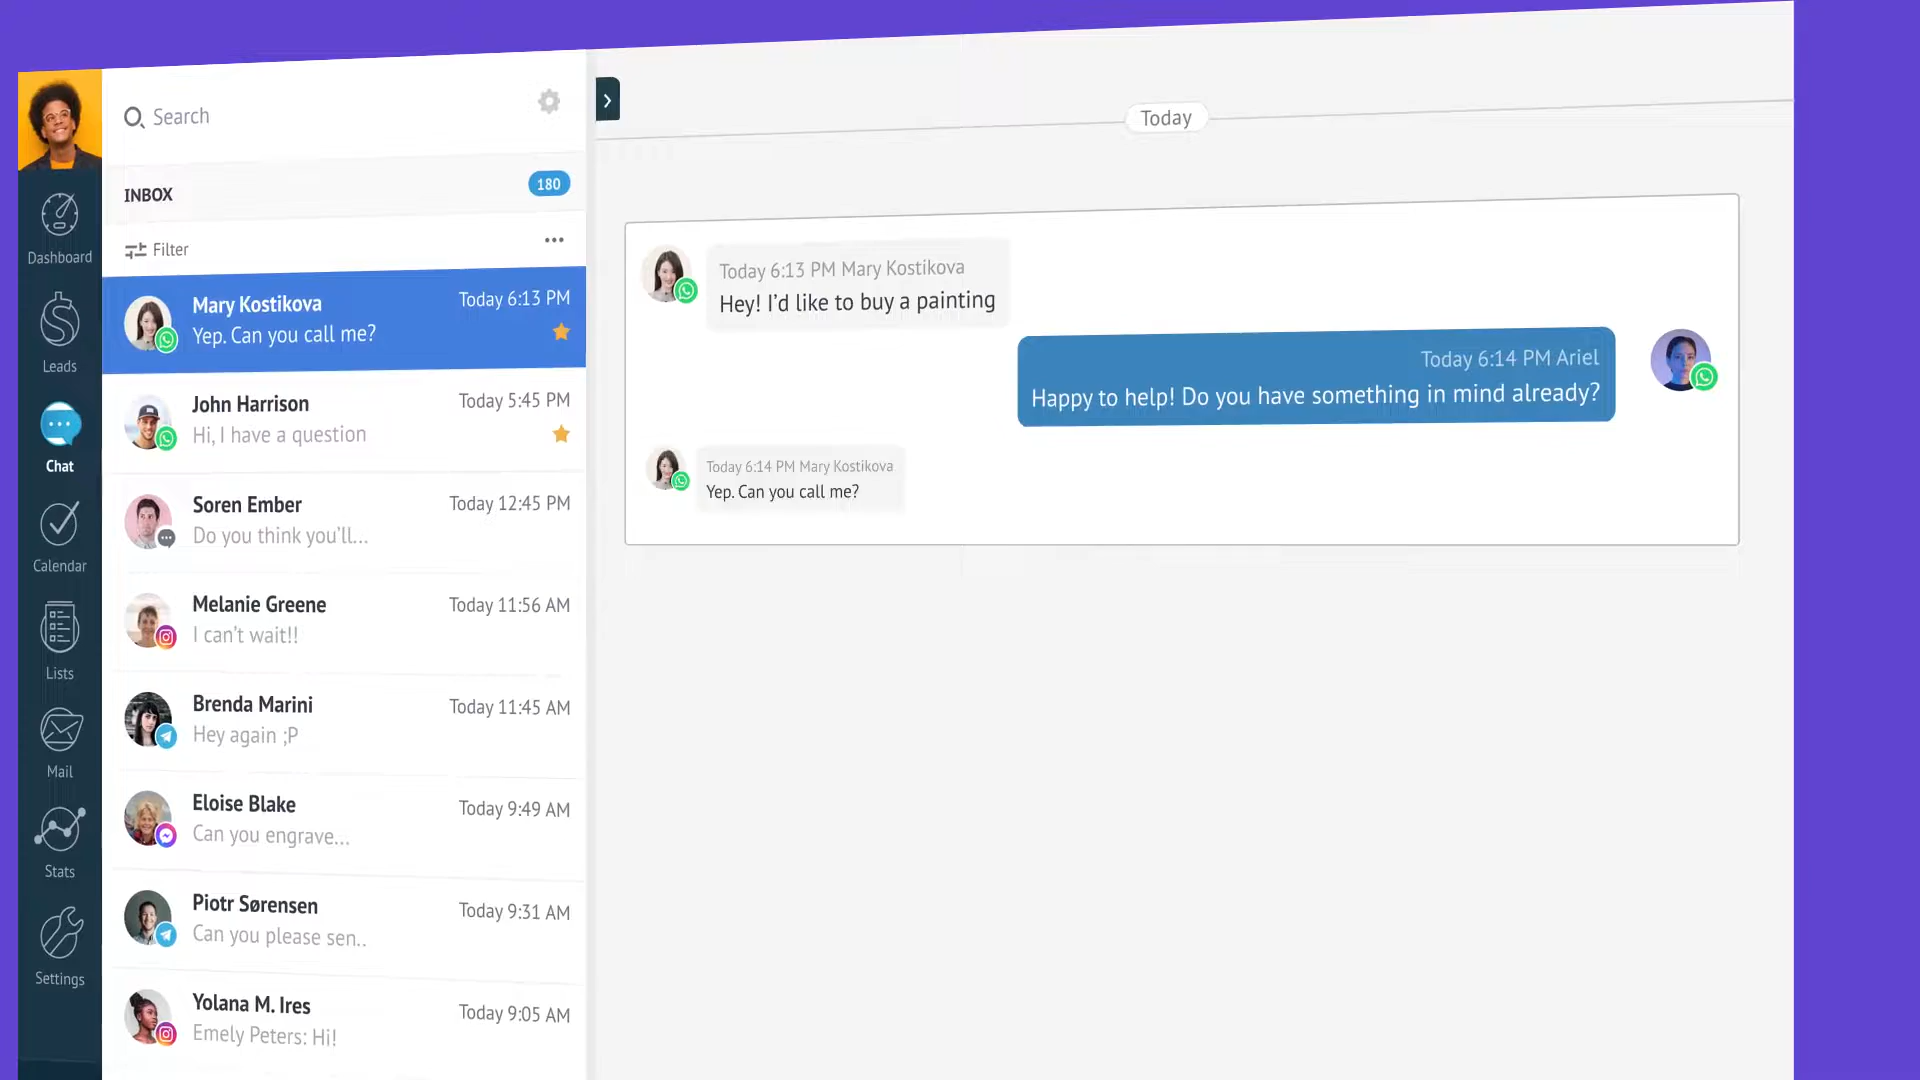 Dashboard
Leads
Chat
Calendar
Lists
Mail
Stats
Settings
Search
INBOX 180
Filter
Mary Kostikova Today 6:13 PM
Yep. Can you call me?
John Harrison Today 5:45 PM
Hi, I have a question
Soren Ember Today 12:45 PM
Do you think you’ll...
Melanie Greene Today 11:56 AM
I can’t wait!!
Brenda Marini Today 11:45 AM
Hey again ;P
Eloise Blake Today 9:49 AM
Can you engrave...
Piotr Sørensen Today 9:31 AM
Can you please sen..
Yolana M. Ires Today 9:05 AM
Emely Peters: Hi!
Today
Today 6:13 PM Mary Kostikova
Hey! I’d like to buy a painting
Today 6:14 PM Ariel
Happy to help! Do you have something in mind already?
Today 6:14 PM Mary Kostikova
Yep. Can you call me?